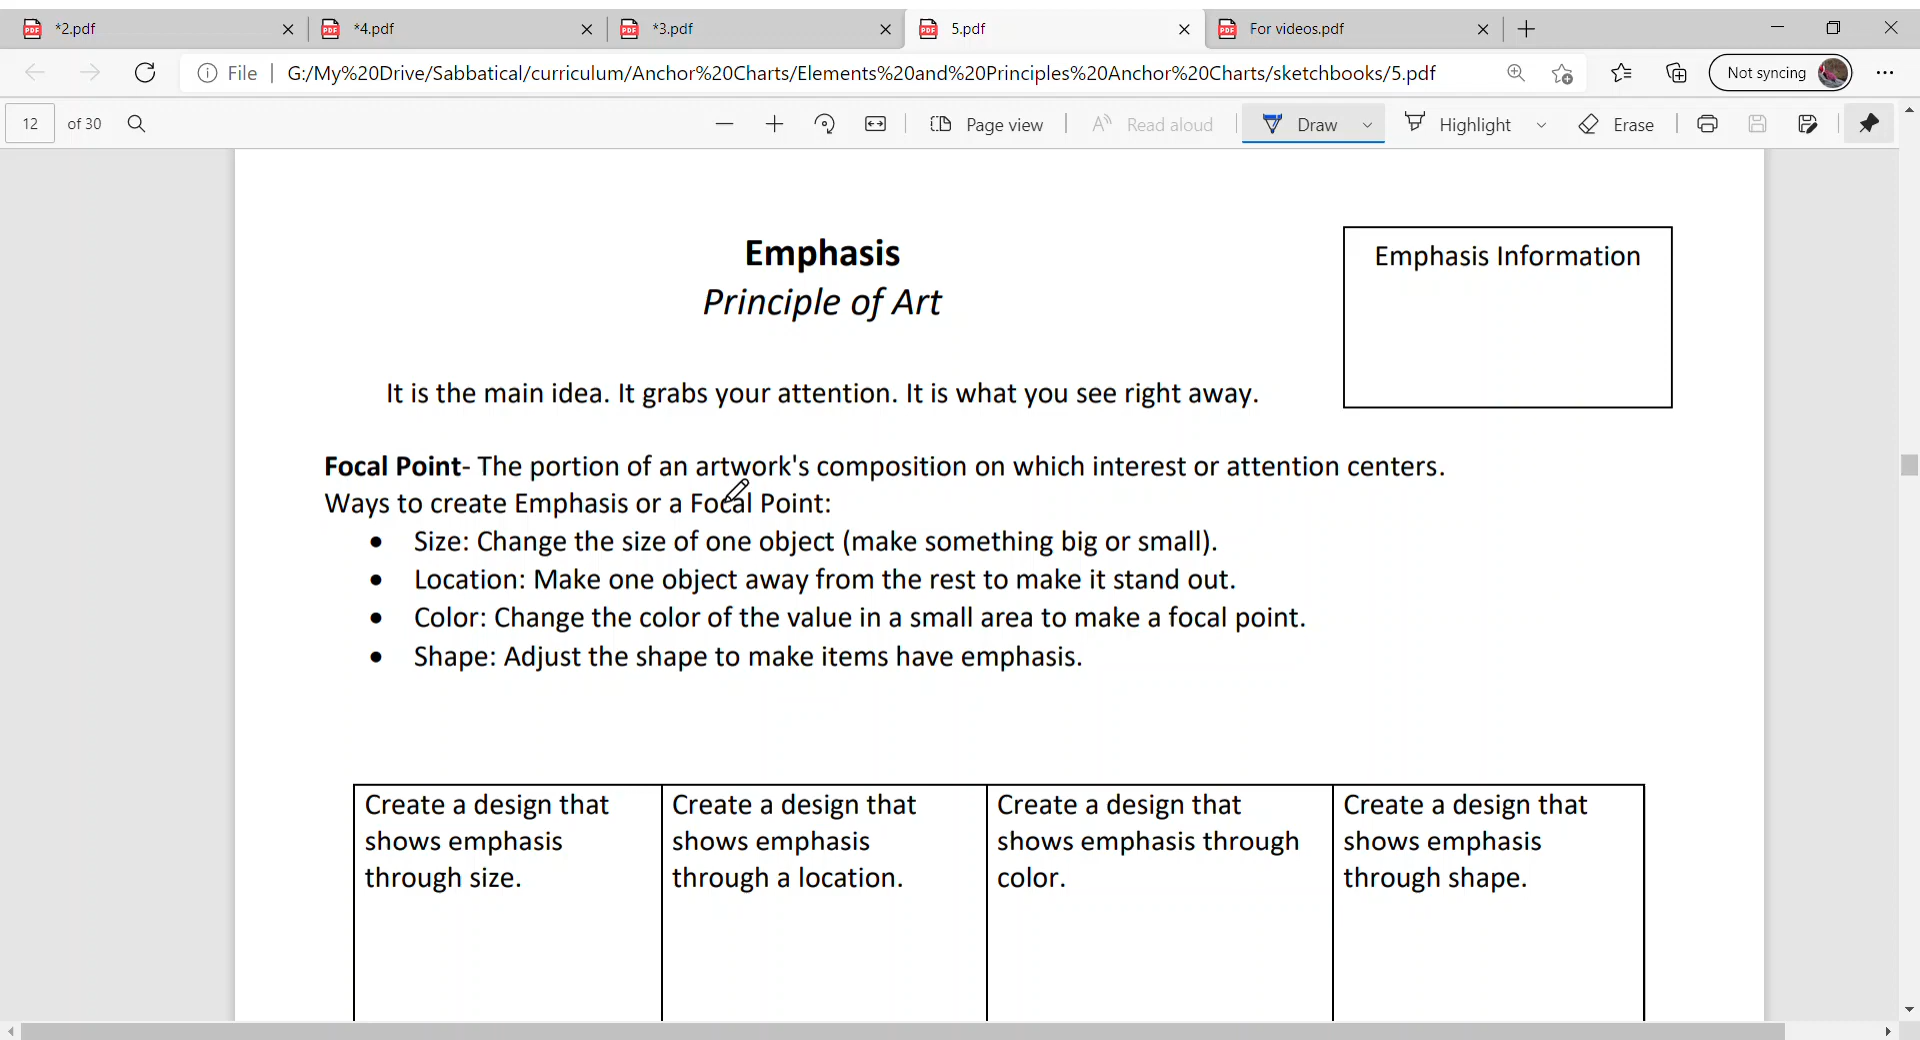 *2.pdf
*4.pdf
*3.pdf
5.pdf
For videos.pdf
File
G:/My%20Drive/Sabbatical/curriculum/Anchor%20Charts/Elements%20and%20Principles%20Anchor%20Charts/sketchbooks/5.pdf
Not syncing
12 of 30
Page view
Read aloud
Draw
Highlight
Erase
Emphasis
Principle of Art
Emphasis Information
It is the main idea. It grabs your attention. It is what you see right away.
Focal Point- The portion of an artwork's composition on which interest or attention centers.
Ways to create Emphasis or a Focal Point:
• Size: Change the size of one object (make something big or small).
• Location: Make one object away from the rest to make it stand out.
• Color: Change the color of the value in a small area to make a focal point.
• Shape: Adjust the shape to make items have emphasis.
Create a design that
shows emphasis
through size.
Create a design that
shows emphasis
through a location.
Create a design that
shows emphasis through
color.
Create a design that
shows emphasis
through shape.